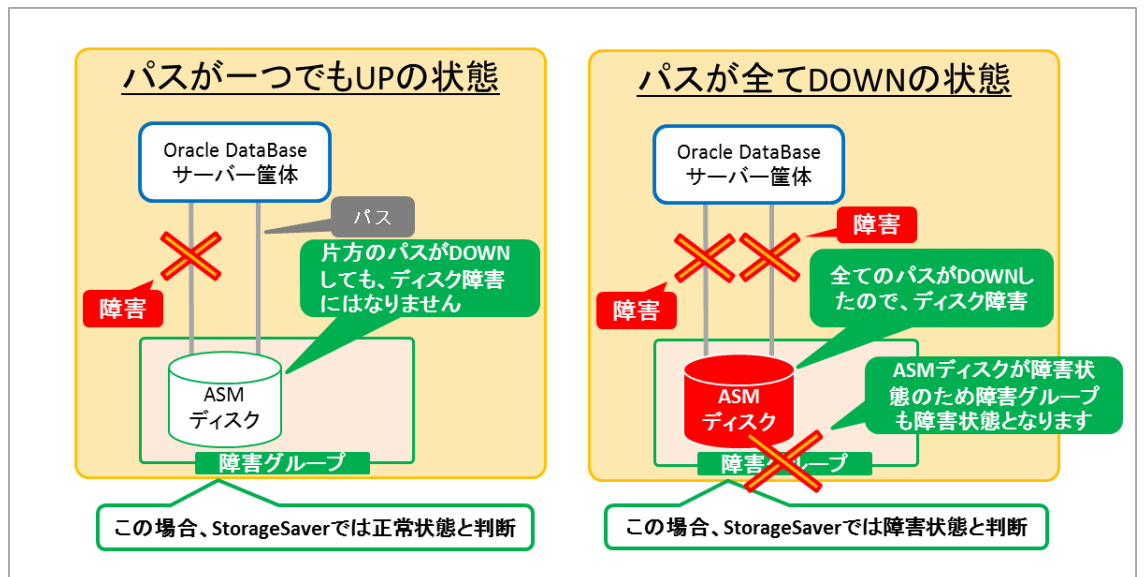 パスが一つでもUPの状態
Oracle DataBase
サーバー筐体
パス
片方のパスがDOWN
しても、ディスク障害
にはなりません
障害
ASM
ディスク
障害グループ
この場合、StorageSaverでは正常状態と判断
パスが全てDOWNの状態
Oracle DataBase
サーバー筐体
障害
障害
全てのパスがDOWNし
たので、ディスク障害
ASMディスクが障害状
態のため障害グループ
も障害状態となります
ASM
ディスク
障害グループ
この場合、StorageSaverでは障害状態と判断